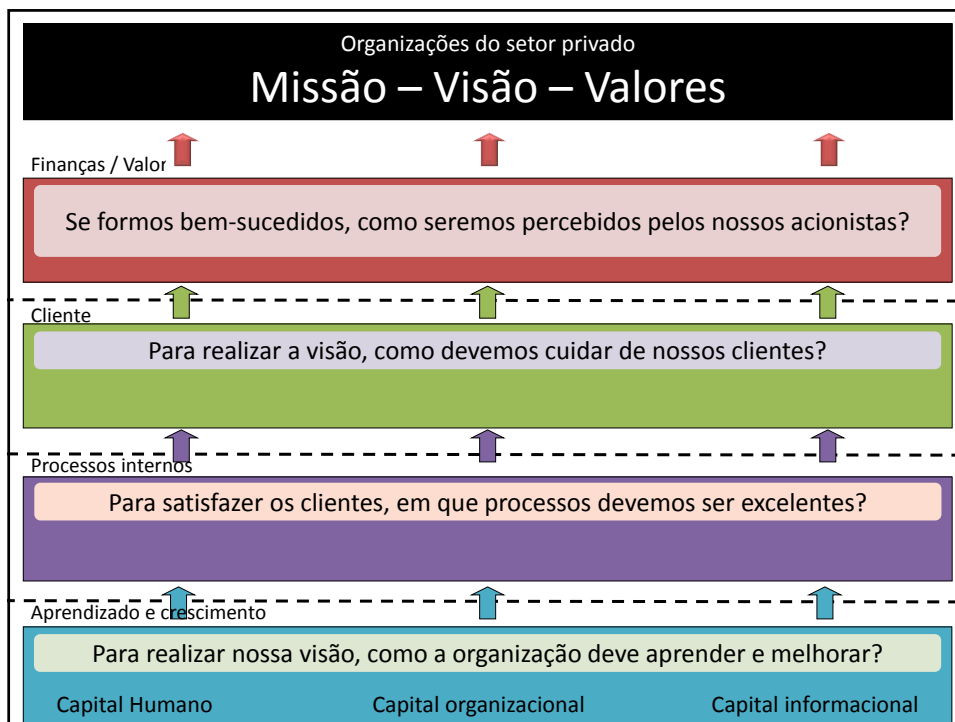 Organizações do setor privado
Missão – Visão – Valores
Finanças / Valor
Se formos bem-sucedidos, como seremos percebidos pelos nossos acionistas?
Cliente
Para realizar a visão, como devemos cuidar de nossos clientes?
Processos internos
Para satisfazer os clientes, em que processos devemos ser excelentes?
Aprendizado e crescimento
Para realizar nossa visão, como a organização deve aprender e melhorar?
Capital Humano Capital organizacional Capital informacional